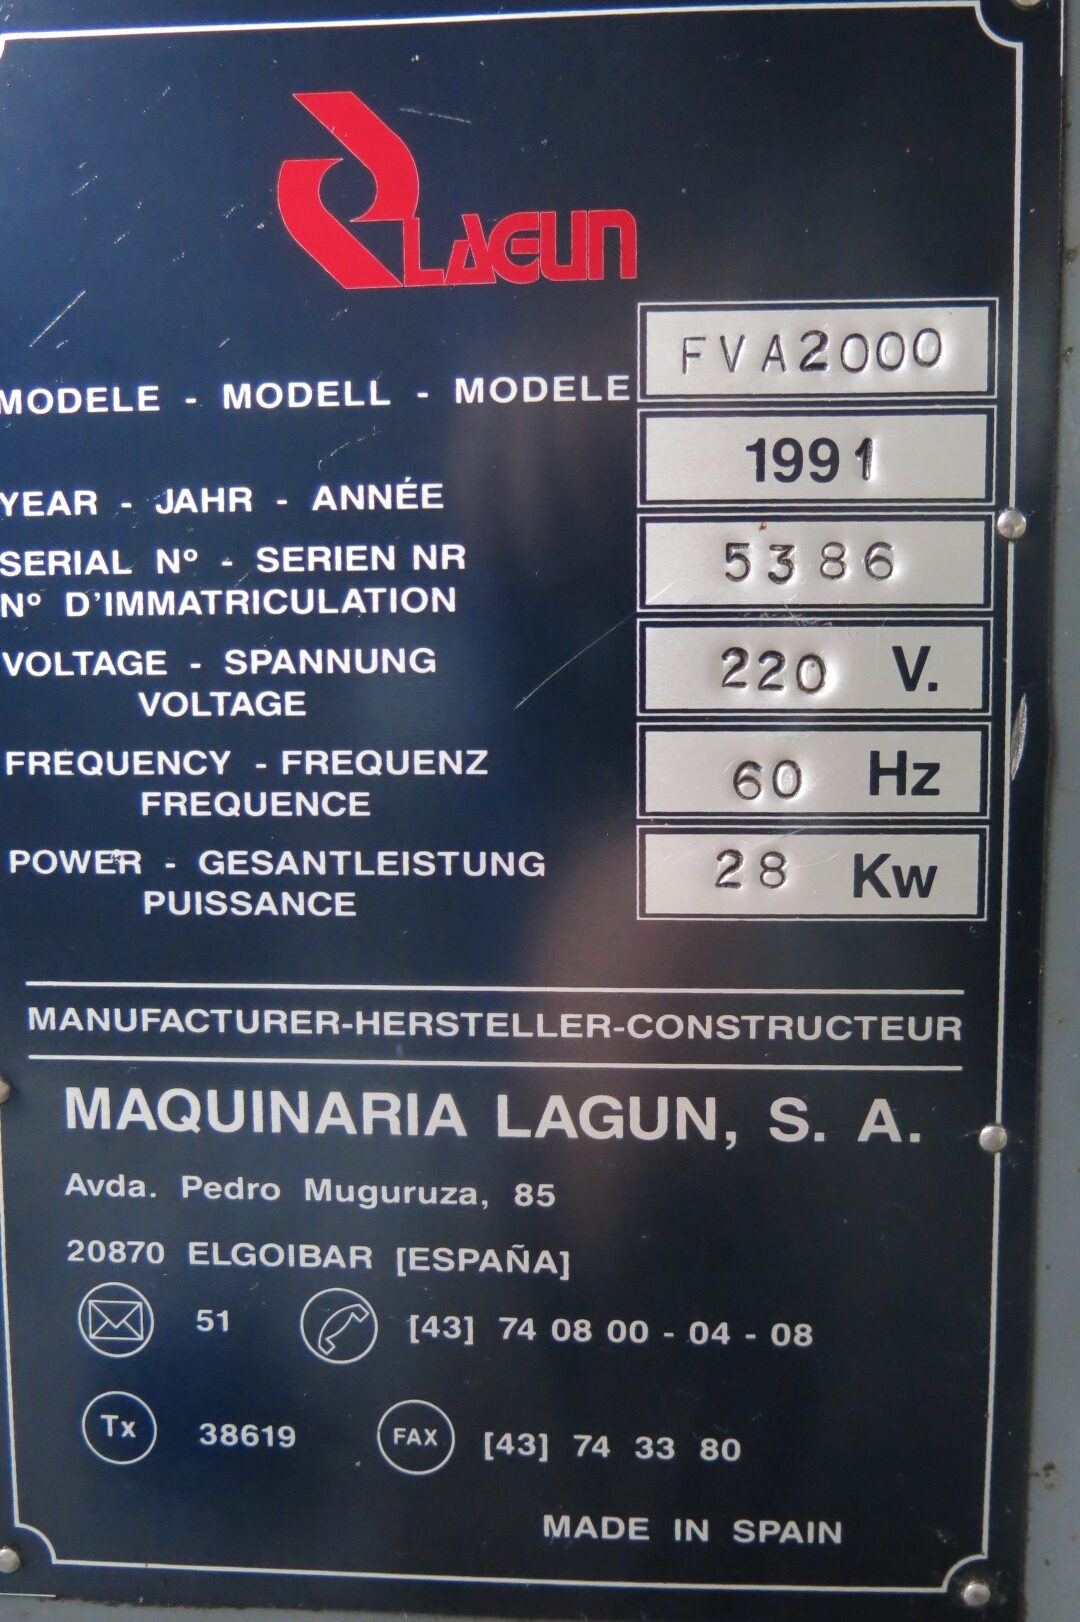 LAGUN
MODELE - MODELL - MODELE FVA2000
YEAR - JAHR - ANNÉE 1991
SERIAL Nº - SERIEN NR
Nº D'IMMATRICULATION 5386
VOLTAGE - SPANNUNG
VOLTAGE 220 V.
FREQUENCY - FREQUENZ
FREQUENCE 60 Hz
POWER - GESANTLEISTUNG
PUISSANCE 28 Kw
MANUFACTURER-HERSTELLER-CONSTRUCTEUR
MAQUINARIA LAGUN, S. A.
Avda. Pedro Muguruza, 85
20870 ELGOIBAR [ESPAÑA]
51 [43] 74 08 00 - 04 - 08
Tx 38619 FAX [43] 74 33 80
MADE IN SPAIN